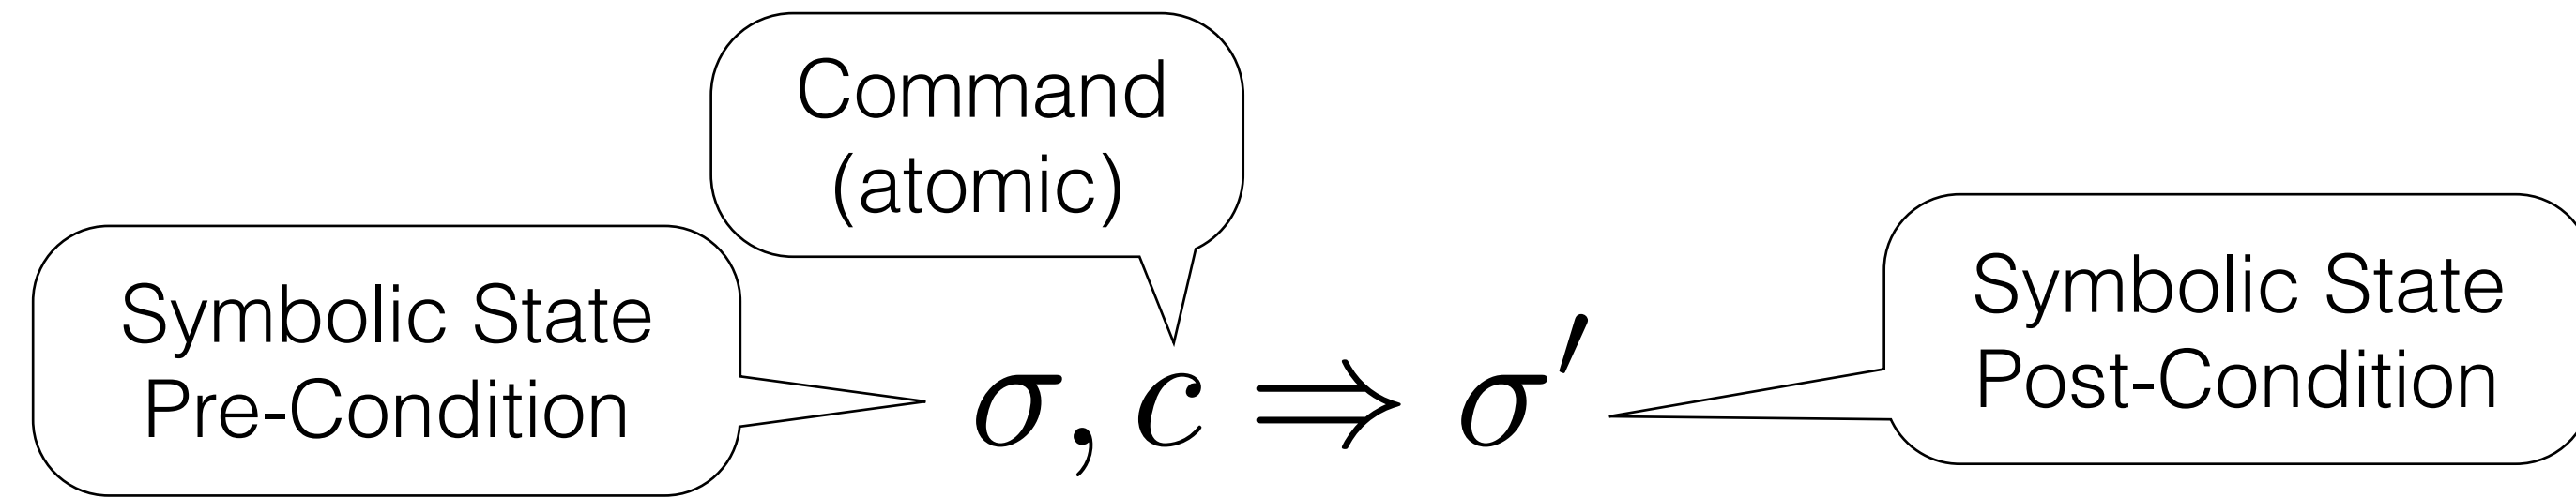 Command
(atomic)
Symbolic State
Pre-Condition
σ, c ⇒ σ′
Symbolic State
Post-Condition